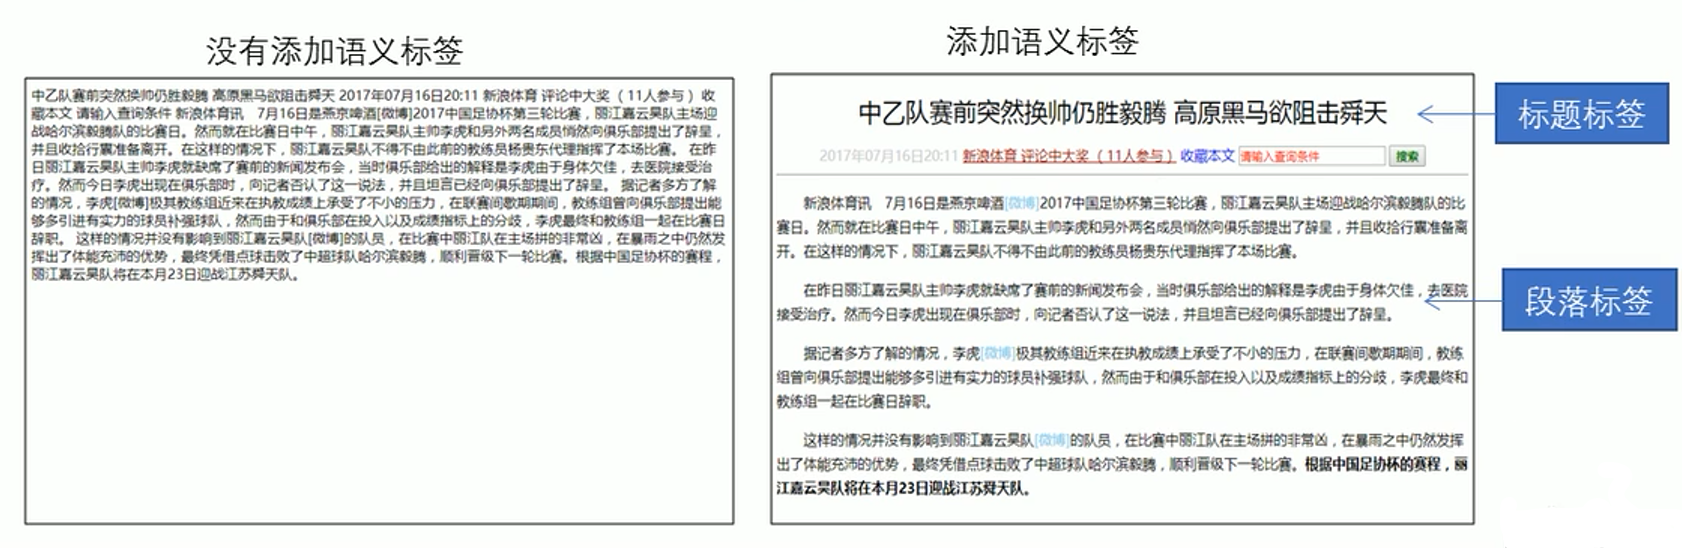 没有添加语义标签
中乙队赛前突然换帅仍胜毅腾 高原黑马欲阻击舜天 2017年07月16日20:11 新浪体育 评论中大奖（11人参与） 收
藏本文 请输入查询条件 新浪体育讯　7月16日是燕京啤酒[微博]2017中国足协杯第三轮比赛，丽江嘉云昊队主场迎
战哈尔滨毅腾队的比赛日。然而就在比赛日中午，丽江嘉云昊队主帅李虎和另外两名成员悄然向俱乐部提出了辞呈，
并且收拾行囊准备离开。在这样的情况下，丽江嘉云昊队不得不由此前的教练员杨贵东代理指挥了本场比赛。 在昨
日丽江嘉云昊队主帅李虎就缺席了赛前的新闻发布会，当时俱乐部给出的解释是李虎由于身体欠佳，去医院接受治
疗。然而今日李虎出现在俱乐部时，向记者否认了这一说法，并且坦言已经向俱乐部提出了辞呈。 据记者多方了解
的情况，李虎[微博]极其教练组近来在执教成绩上承受了不小的压力，在联赛间歇期期间，教练组曾向俱乐部提出能
够多引进有实力的球员补强球队，然而由于和俱乐部在投入以及成绩指标上的分歧，李虎最终和教练组一起在比赛日
辞职。 这样的情况并没有影响到丽江嘉云昊队[微博]的队员，在比赛中丽江队在主场拼的非常凶，在暴雨之中仍然发
挥出了体能充沛的优势，最终凭借点球击败了中超球队哈尔滨毅腾，顺利晋级下一轮比赛。根据中国足协杯的赛程，
丽江嘉云昊队将在本月23日迎战江苏舜天队。
添加语义标签
中乙队赛前突然换帅仍胜毅腾 高原黑马欲阻击舜天
标题标签
2017年07月16日20:11 新浪体育 评论中大奖（11人参与） 收藏本文 请输入查询条件 搜索
新浪体育讯　7月16日是燕京啤酒[微博]2017中国足协杯第三轮比赛，丽江嘉云昊队主场迎战哈尔滨毅腾队的比
赛日。然而就在比赛日中午，丽江嘉云昊队主帅李虎和另外两名成员悄然向俱乐部提出了辞呈，并且收拾行囊准备离
开。在这样的情况下，丽江嘉云昊队不得不由此前的教练员杨贵东代理指挥了本场比赛。
在昨日丽江嘉云昊队主帅李虎就缺席了赛前的新闻发布会，当时俱乐部给出的解释是李虎由于身体欠佳，去医院
接受治疗。然而今日李虎出现在俱乐部时，向记者否认了这一说法，并且坦言已经向俱乐部提出了辞呈。
段落标签
据记者多方了解的情况，李虎[微博]极其教练组近来在执教成绩上承受了不小的压力，在联赛间歇期期间，教练
组曾向俱乐部提出能够多引进有实力的球员补强球队，然而由于和俱乐部在投入以及成绩指标上的分歧，李虎最终和
教练组一起在比赛日辞职。
这样的情况并没有影响到丽江嘉云昊队[微博]的队员，在比赛中丽江队在主场拼的非常凶，在暴雨之中仍然发挥
出了体能充沛的优势，最终凭借点球击败了中超球队哈尔滨毅腾，顺利晋级下一轮比赛。根据中国足协杯的赛程，丽
江嘉云昊队将在本月23日迎战江苏舜天队。